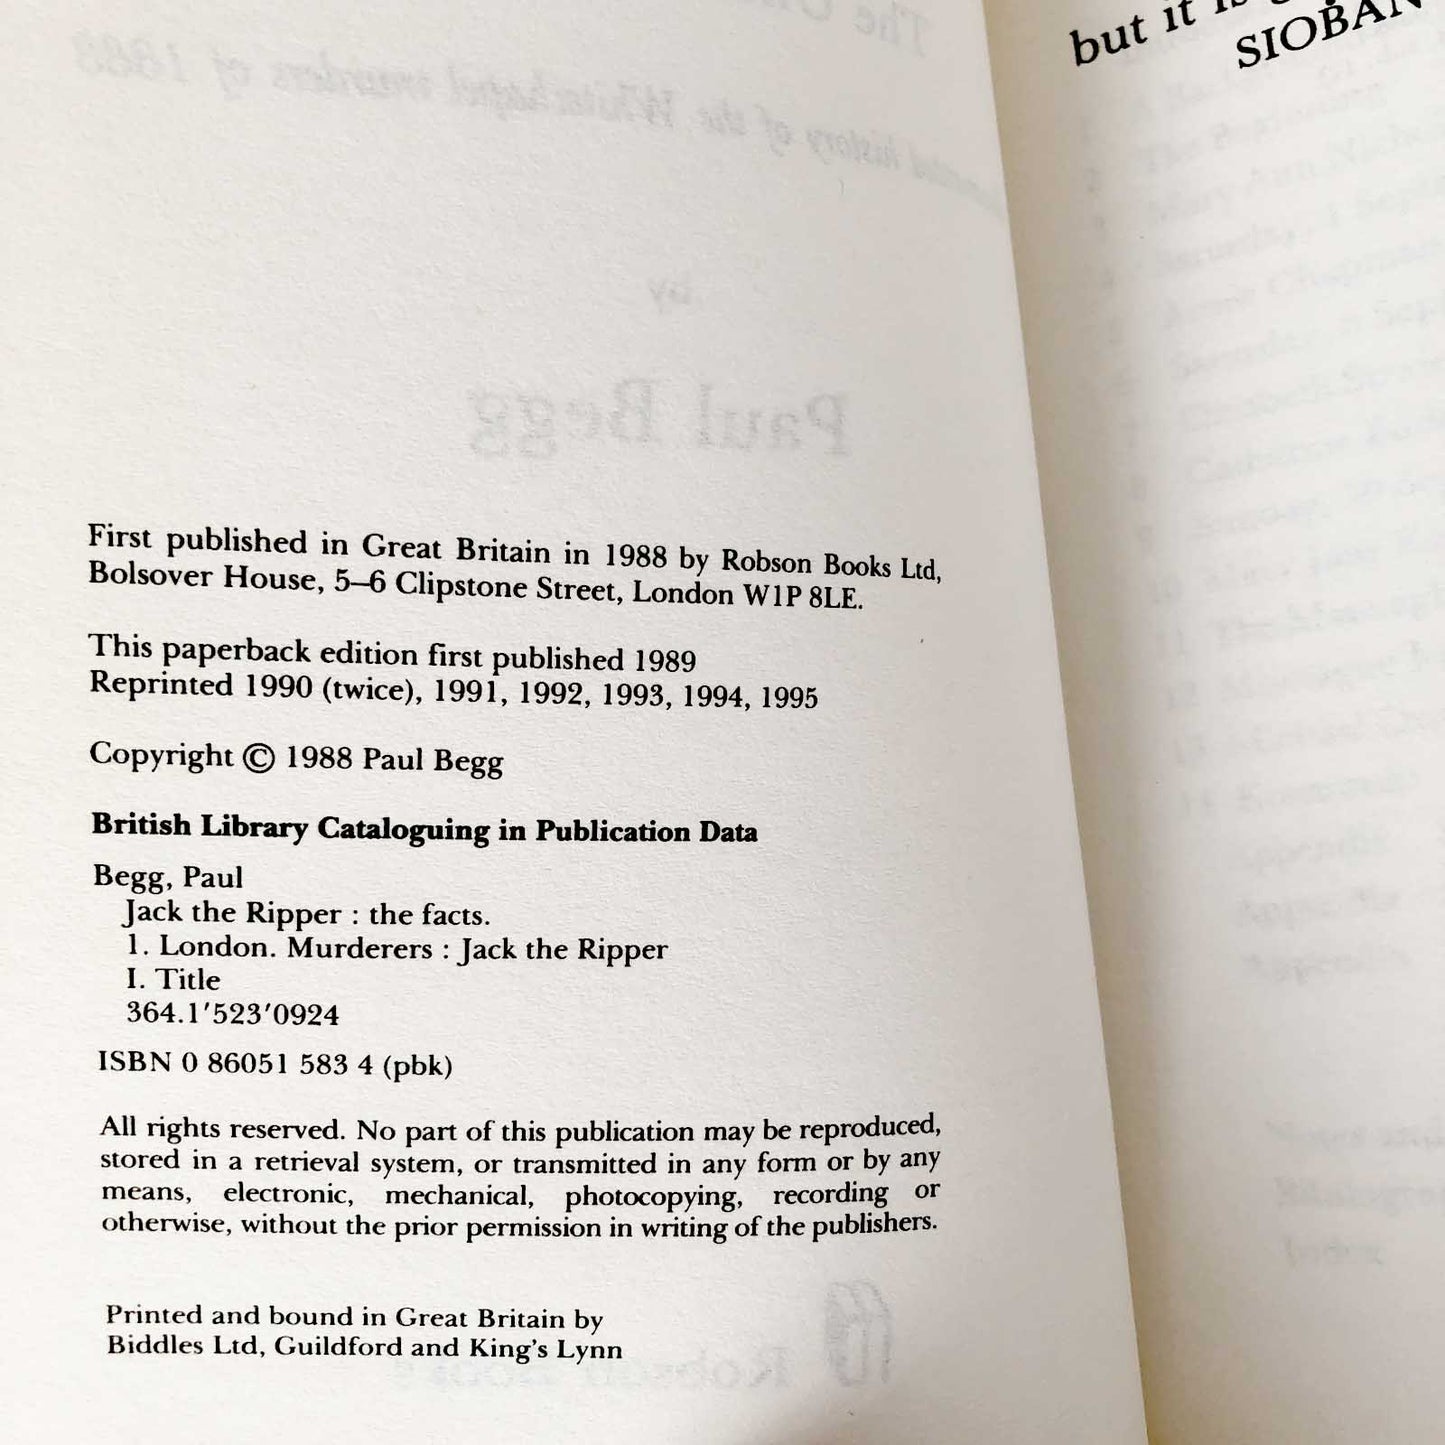 First published in Great Britain in 1988 by Robson Books Ltd,
Bolsover House, 5–6 Clipstone Street, London W1P 8LE.
This paperback edition first published 1989
Reprinted 1990 (twice), 1991, 1992, 1993, 1994, 1995
Copyright © 1988 Paul Begg
British Library Cataloguing in Publication Data
Begg, Paul
Jack the Ripper : the facts.
1. London. Murderers : Jack the Ripper
I. Title
364.1'523'0924
ISBN 0 86051 583 4 (pbk)
All rights reserved. No part of this publication may be reproduced,
stored in a retrieval system, or transmitted in any form or by any
means, electronic, mechanical, photocopying, recording or
otherwise, without the prior permission in writing of the publishers.
Printed and bound in Great Britain by
Biddles Ltd, Guildford and King's Lynn
but it
SIOBAN